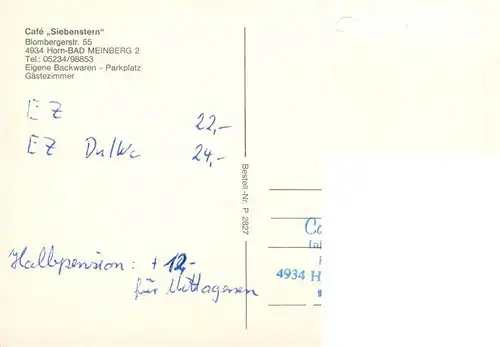 Café „Siebenstern"
Blombergerstr. 55
4934 Horn-BAD MEINBERG 2
Tel.: 05234/98853
Eigene Backwaren - Parkplatz
Gästezimmer
EZ 22,-
EZ Du/Wc 24,-
Halbpension: + 12,-
für Mittagessen
Bestell-Nr. P 2827
4934 H